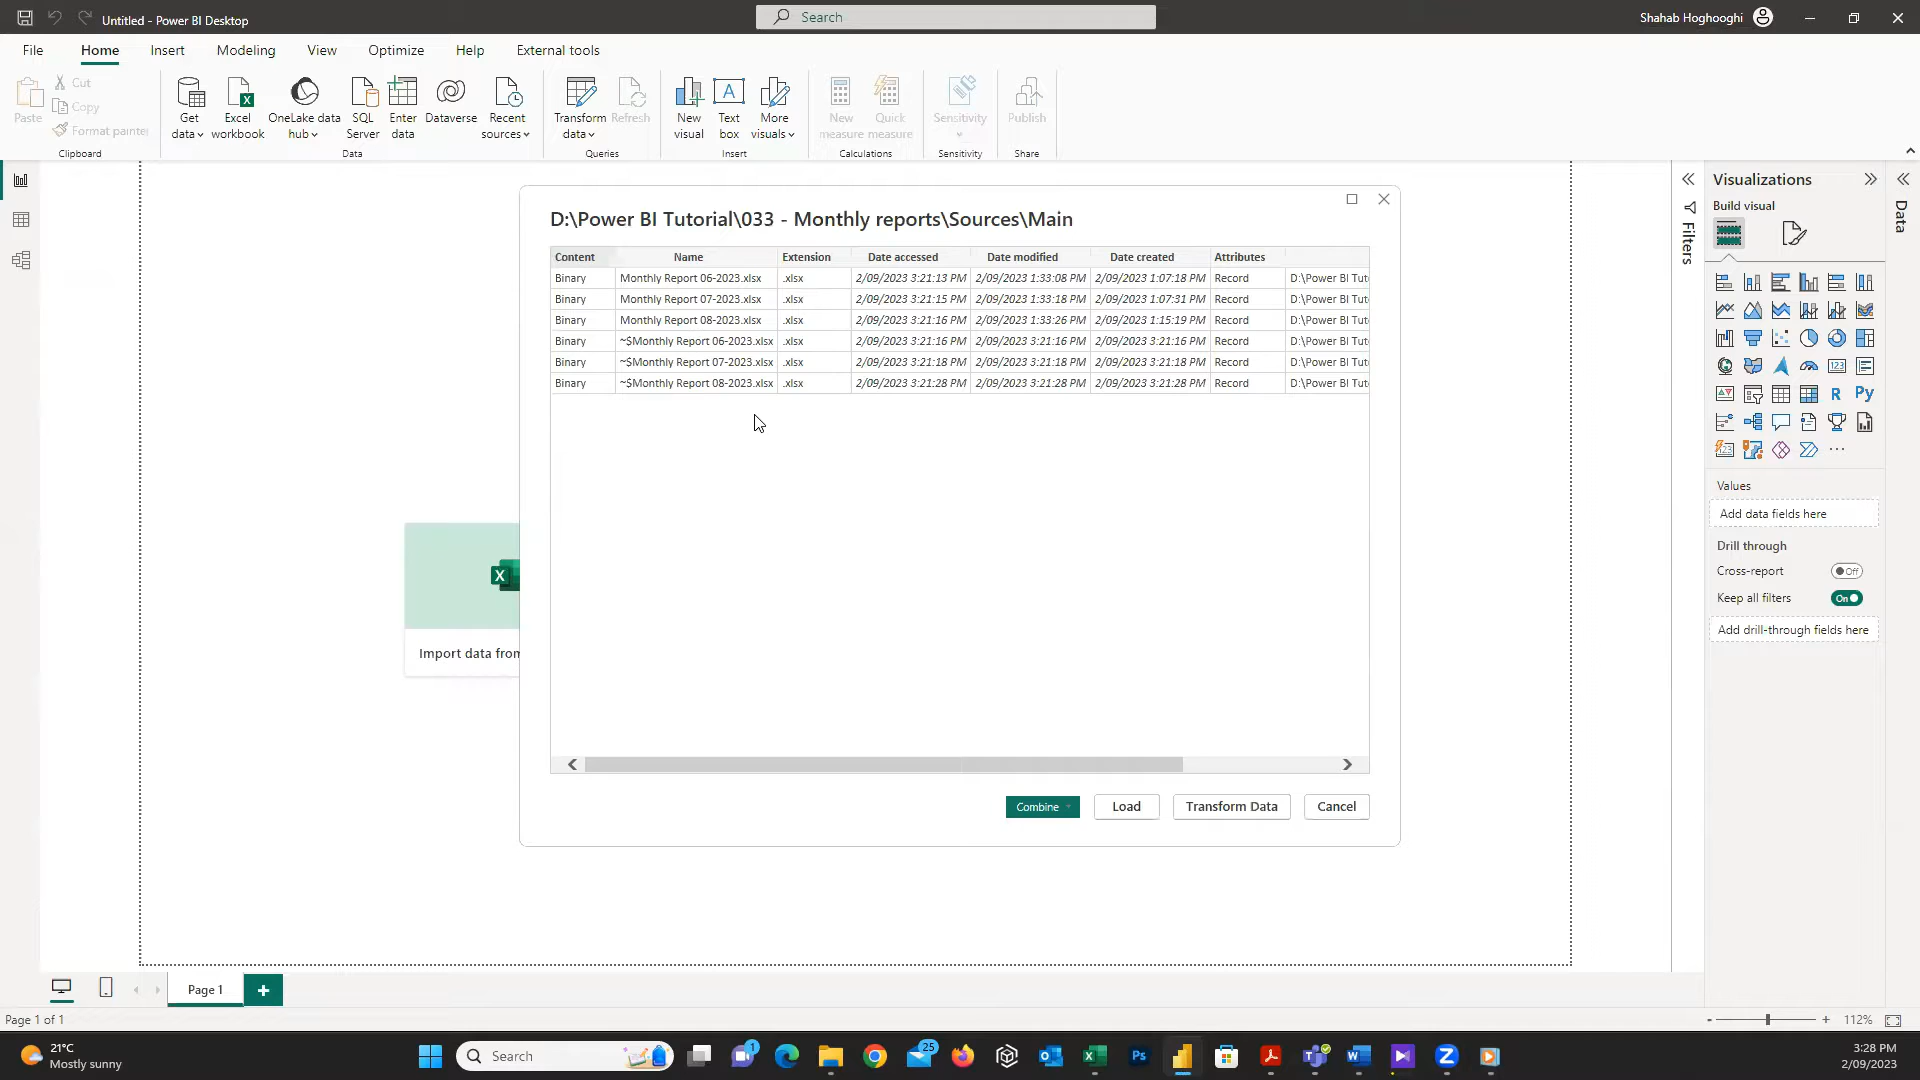 Untitled - Power BI Desktop
Search
Shahab Hoghooghi
File Home Insert Modeling View Optimize Help External tools
Paste
Cut
Copy
Format painter
Clipboard
Get data
Excel workbook
OneLake data hub
SQL Server
Enter data
Dataverse
Recent sources
Data
Transform data
Refresh
Queries
New visual
Text box
More visuals
Insert
New measure
Quick measure
Calculations
Sensitivity
Sensitivity
Publish
Share
D:\Power BI Tutorial\033 - Monthly reports\Sources\Main
Content Name Extension Date accessed Date modified Date created Attributes
Binary Monthly Report 06-2023.xlsx .xlsx 2/09/2023 3:21:13 PM 2/09/2023 1:33:08 PM 2/09/2023 1:07:18 PM Record D:\Power BI Tut
Binary Monthly Report 07-2023.xlsx .xlsx 2/09/2023 3:21:15 PM 2/09/2023 1:33:18 PM 2/09/2023 1:07:31 PM Record D:\Power BI Tut
Binary Monthly Report 08-2023.xlsx .xlsx 2/09/2023 3:21:16 PM 2/09/2023 1:33:26 PM 2/09/2023 1:15:19 PM Record D:\Power BI Tut
Binary ~$Monthly Report 06-2023.xlsx .xlsx 2/09/2023 3:21:16 PM 2/09/2023 3:21:16 PM 2/09/2023 3:21:16 PM Record D:\Power BI Tut
Binary ~$Monthly Report 07-2023.xlsx .xlsx 2/09/2023 3:21:18 PM 2/09/2023 3:21:18 PM 2/09/2023 3:21:18 PM Record D:\Power BI Tut
Binary ~$Monthly Report 08-2023.xlsx .xlsx 2/09/2023 3:21:28 PM 2/09/2023 3:21:28 PM 2/09/2023 3:21:28 PM Record D:\Power BI Tut
Combine Load Transform Data Cancel
Import data from
Filters
Visualizations
Build visual
Values
Add data fields here
Drill through
Cross-report Off
Keep all filters On
Add drill-through fields here
Data
Page 1
Page 1 of 1
112%
21°C
Mostly sunny
Search
1
25
3:28 PM
2/09/2023